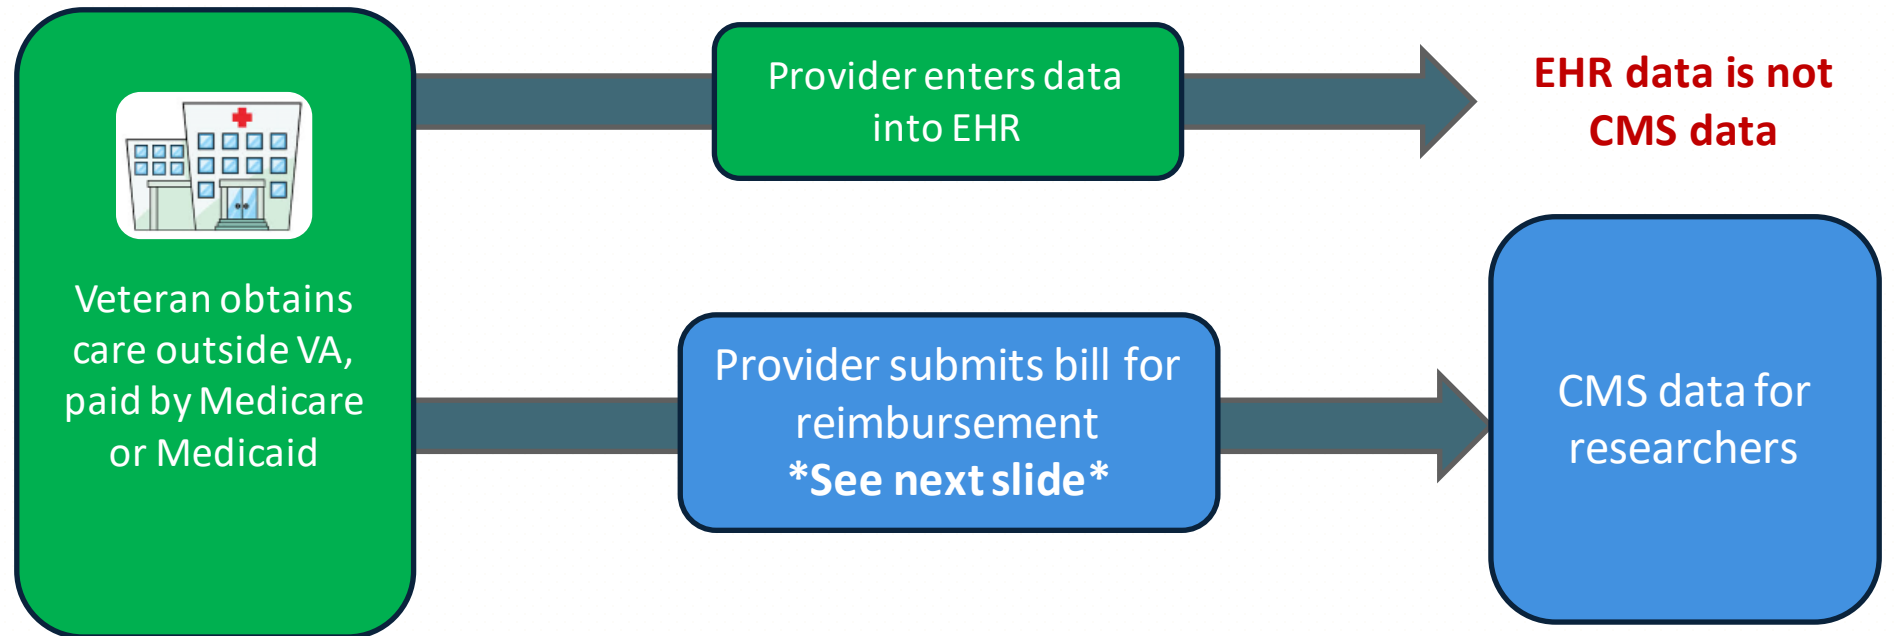 Veteran obtains
care outside VA,
paid by Medicare
or Medicaid
Provider enters data
into EHR
EHR data is not
CMS data
Provider submits bill for
reimbursement
*See next slide*
CMS data for
researchers